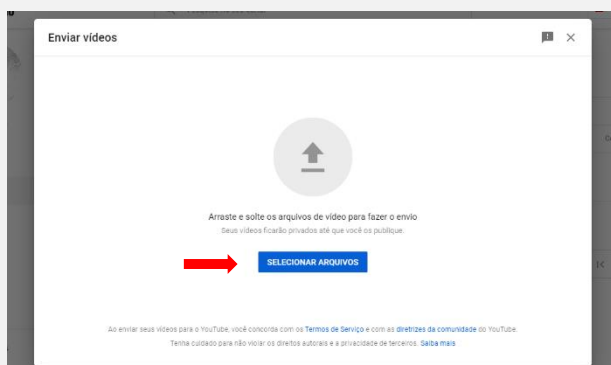 Enviar vídeos
Arraste e solte os arquivos de vídeo para fazer o envio
Seus vídeos ficarão privados até que você os publique.
SELECIONAR ARQUIVOS
Ao enviar seus vídeos para o YouTube, você concorda com os Termos de Serviço e com as diretrizes da comunidade do YouTube.
Tenha cuidado para não violar os direitos autorais e a privacidade de terceiros. Saiba mais